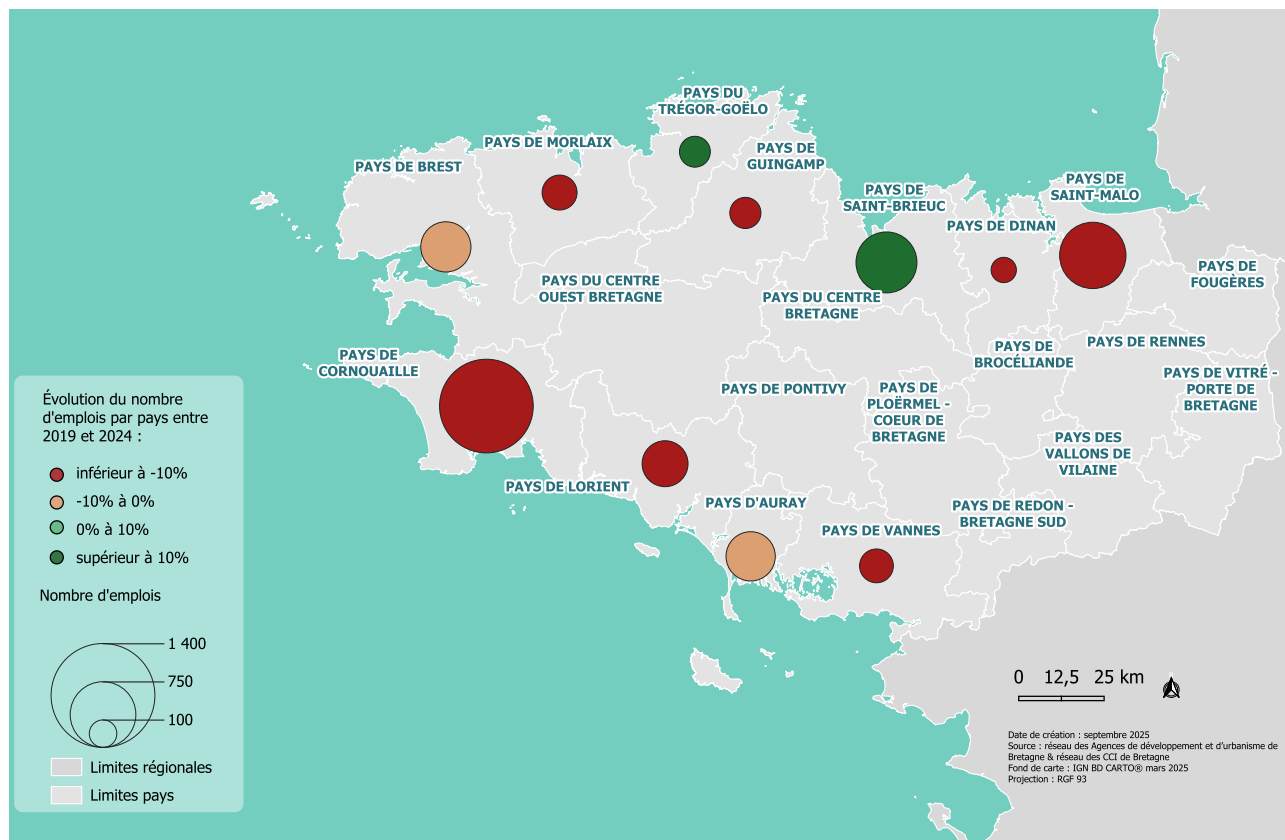 PAYS DU
TRÉGOR-GOËLO
PAYS DE MORLAIX
PAYS DE
GUINGAMP
PAYS DE BREST
PAYS DE
SAINT-BRIEUC
PAYS DE
SAINT-MALO
PAYS DE DINAN
PAYS DE
FOUGÈRES
PAYS DU CENTRE
OUEST BRETAGNE
PAYS DU CENTRE
BRETAGNE
PAYS DE
BROCÉLIANDE
PAYS DE RENNES
PAYS DE
CORNOUAILLE
PAYS DE PONTIVY
PAYS DE
PLOËRMEL -
COEUR DE
BRETAGNE
PAYS DE VITRÉ -
PORTE DE
BRETAGNE
PAYS DES
VALLONS DE
VILAINE
PAYS DE LORIENT
PAYS D'AURAY
PAYS DE VANNES
PAYS DE REDON -
BRETAGNE SUD
Évolution du nombre
d'emplois par pays entre
2019 et 2024 :
inférieur à -10%
-10% à 0%
0% à 10%
supérieur à 10%
Nombre d'emplois
1 400
750
100
Limites régionales
Limites pays
0 12,5 25 km
Date de création : septembre 2025
Source : réseau des Agences de développement et d'urbanisme de
Bretagne & réseau des CCI de Bretagne
Fond de carte : IGN BD CARTO® mars 2025
Projection : RGF 93